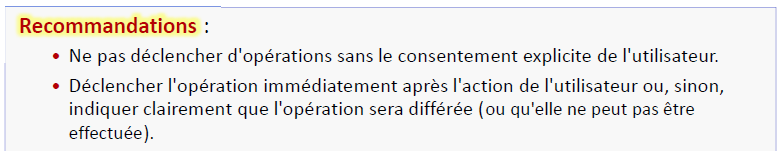 Recommandations :
• Ne pas déclencher d'opérations sans le consentement explicite de l'utilisateur.
• Déclencher l'opération immédiatement après l'action de l'utilisateur ou, sinon,
indiquer clairement que l'opération sera différée (ou qu'elle ne peut pas être
effectuée).